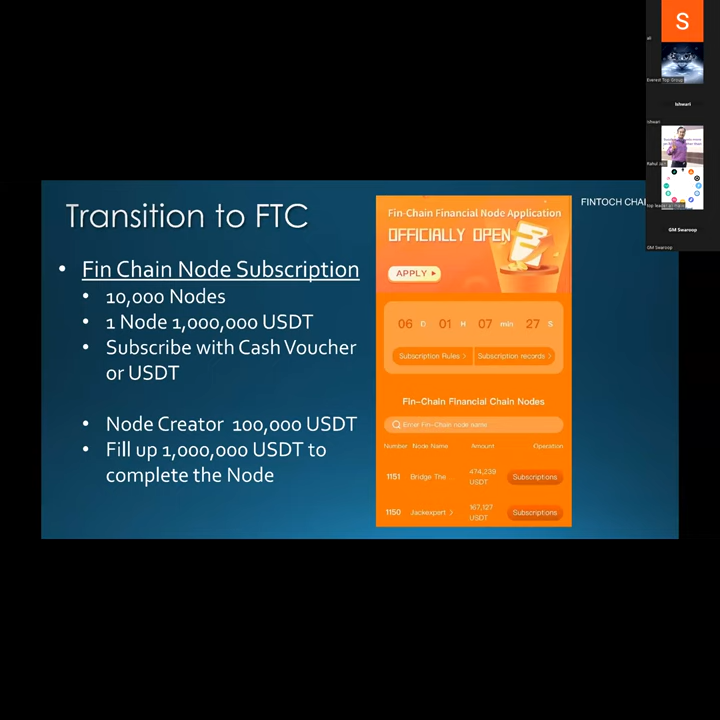 S
Everest Top Group
Ishwari
Ishwari
FINTOCH CHAI
GM Swaroop
GM Swaroop
Transition to FTC
Fin Chain Node Subscription
10,000 Nodes
1 Node 1,000,000 USDT
Subscribe with Cash Voucher
or USDT
Node Creator 100,000 USDT
Fill up 1,000,000 USDT to
complete the Node
Fin-Chain Financial Node Application
OFFICIALLY OPEN
APPLY
06 D 01 H 07 min 27 S
Subscription Rules > Subscription records >
Fin-Chain Financial Chain Nodes
Enter Fin-Chain node name
Number Node Name Amount Operation
1151 Bridge The... 474,239 USDT Subscriptions
1150 Jackexpert > 167,127 USDT Subscriptions